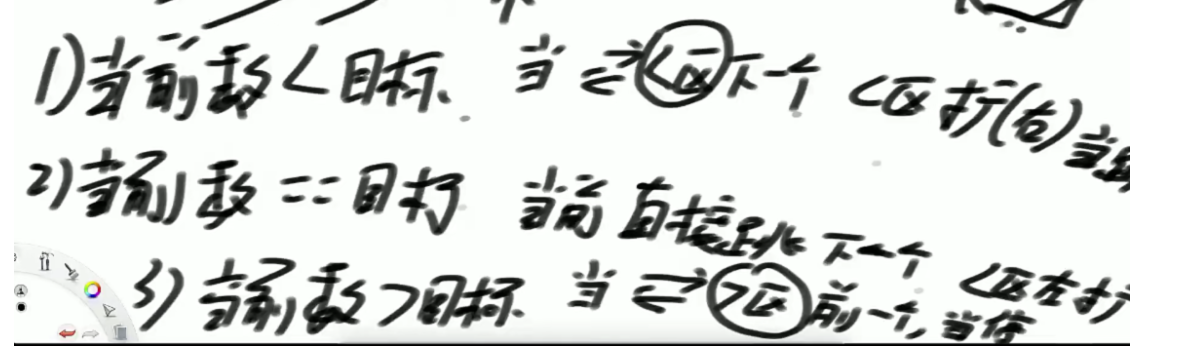 1)当前数<目标 当⇌<区下一个 <区扩(右)当跳
2)当前数==目标 当前直接跳下一个
3)当前数>目标 当⇌>区前一个,当停 <区左扩